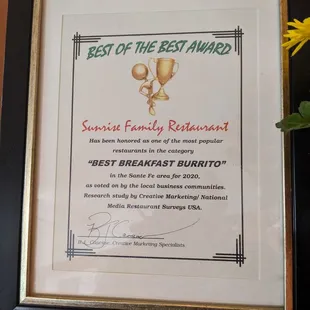 BEST OF THE BEST AWARD
Sunrise Family Restaurant
Has been honored as one of the most popular
restaurants in the category
"BEST BREAKFAST BURRITO"
in the Sante Fe area for 2020,
as voted on by the local business communities.
Research study by Creative Marketing/ National
Media Restaurant Surveys USA.
Creative Marketing Specialists